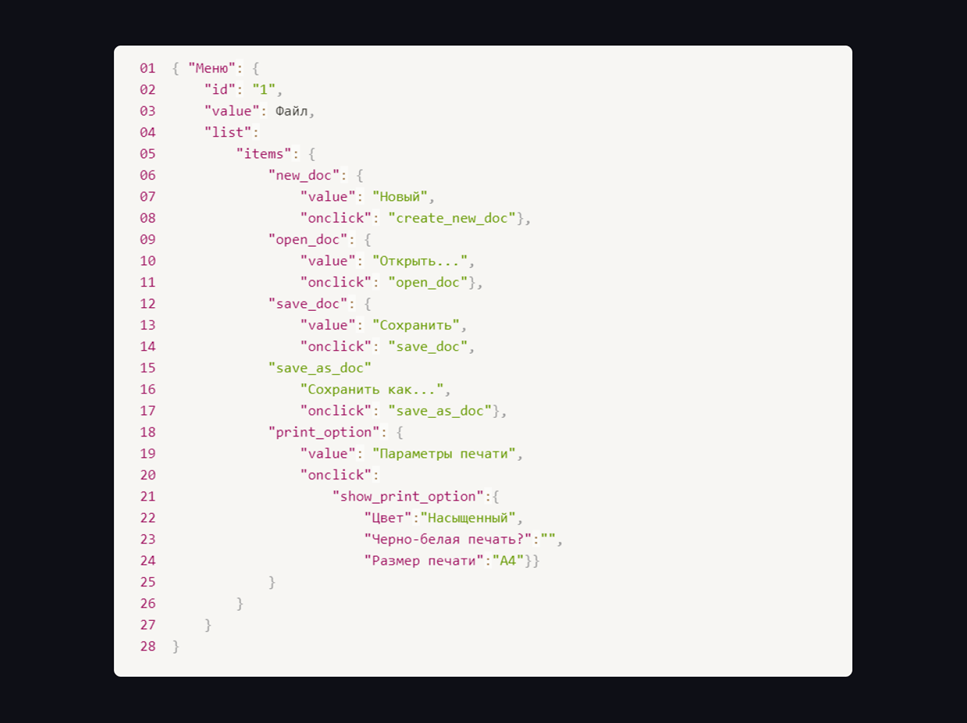 01 { "Меню": {
02 "id": "1",
03 "value": Файл,
04 "list":
05 "items": {
06 "new_doc": {
07 "value": "Новый",
08 "onclick": "create_new_doc"},
09 "open_doc": {
10 "value": "Открыть...",
11 "onclick": "open_doc"},
12 "save_doc": {
13 "value": "Сохранить",
14 "onclick": "save_doc",
15 "save_as_doc"
16 "Сохранить как...",
17 "onclick": "save_as_doc"},
18 "print_option": {
19 "value": "Параметры печати",
20 "onclick":
21 "show_print_option":{
22 "Цвет":"Насыщенный",
23 "Черно-белая печать?":"",
24 "Размер печати":"A4"}}
25 }
26 }
27 }
28 }